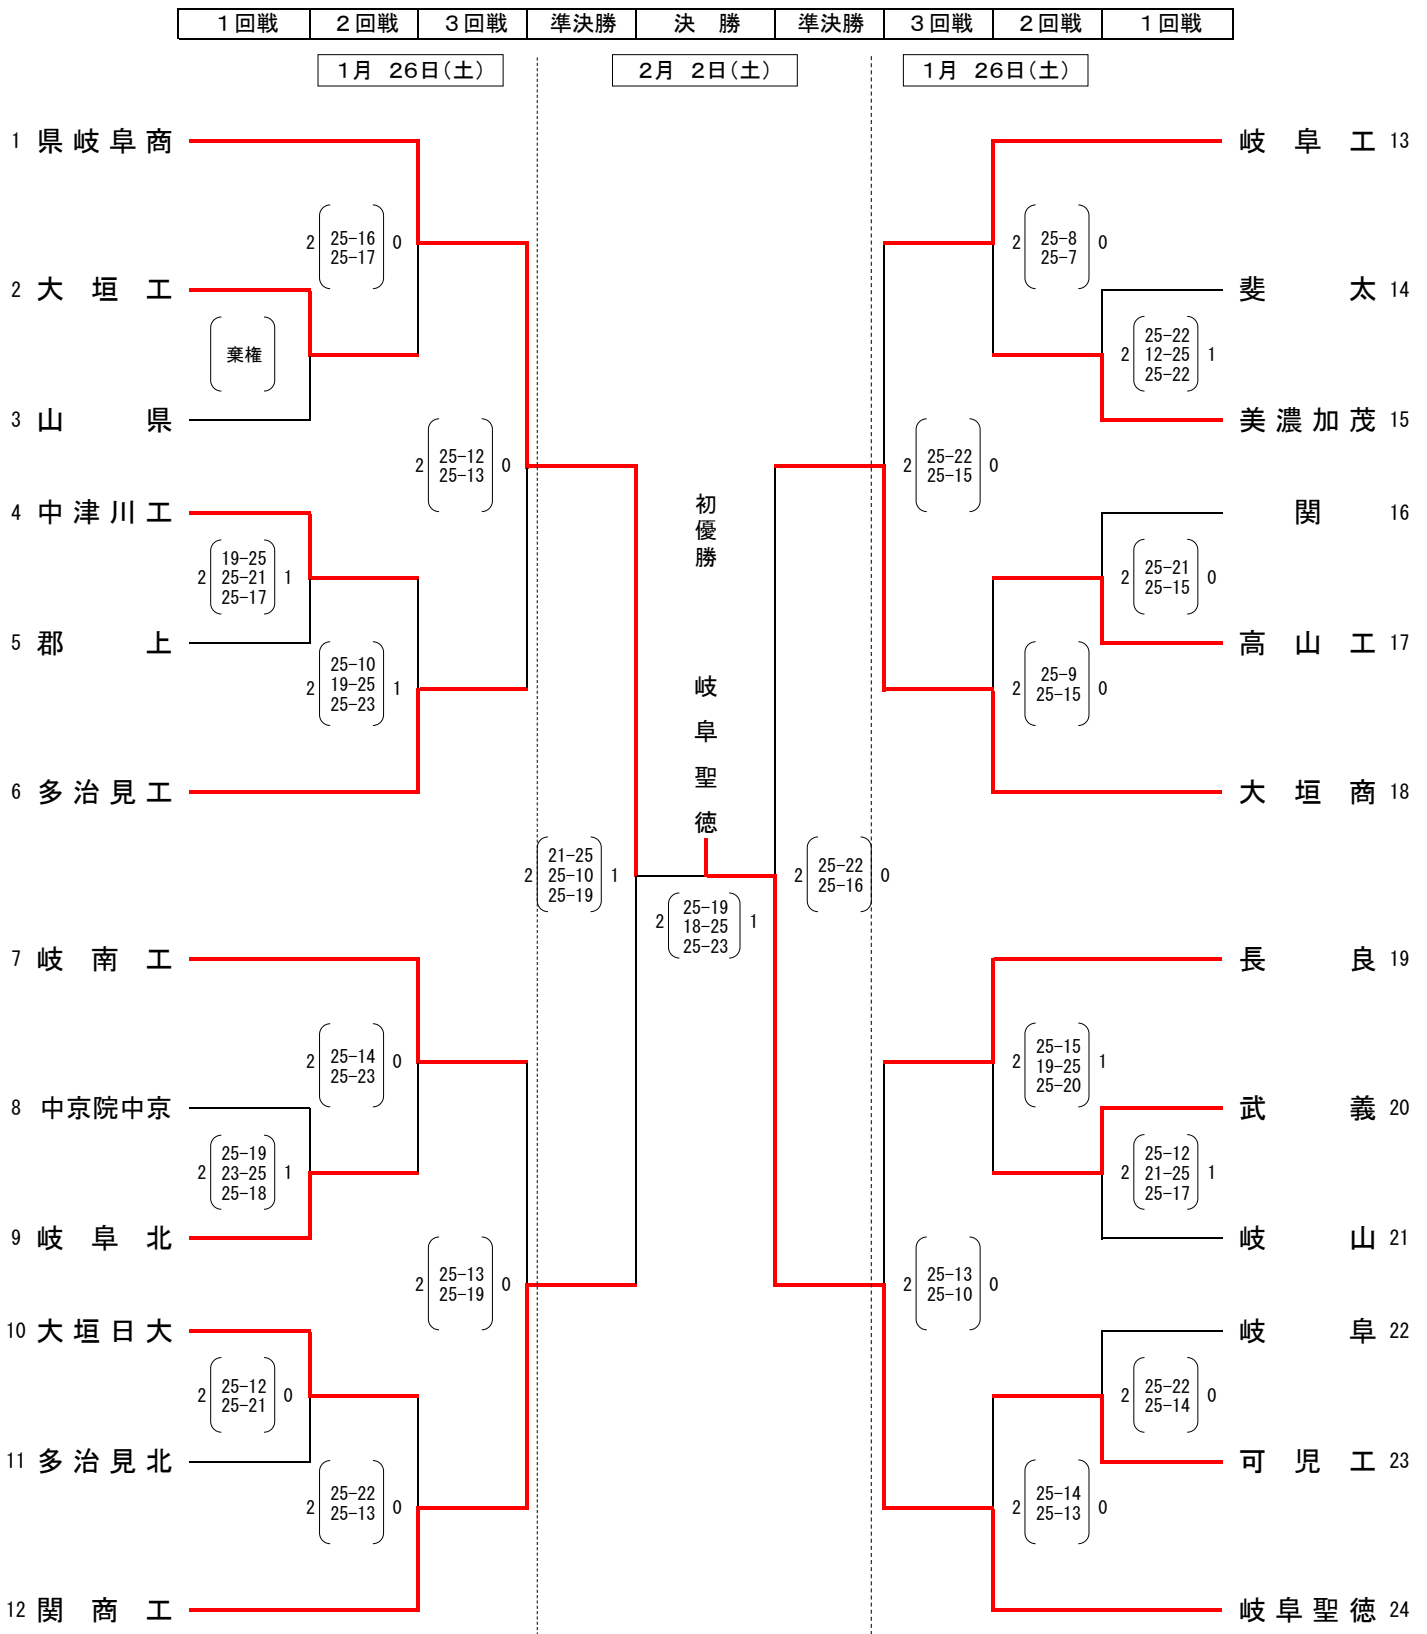 1回戦 2回戦 3回戦 準決勝 決 勝 準決勝 3回戦 2回戦 1回戦
1月 26日(土) 2月 2日(土) 1月 26日(土)
1 県岐阜商
2 25-16 0
25-17
2 大垣工
棄権
3 山県
2 25-12 0
25-13
4 中津川工
2 19-25 1
25-21
25-17
5 郡上
2 25-10 1
19-25
25-23
6 多治見工
2 21-25 1
25-10
25-19
7 岐南工
2 25-14 0
25-23
8 中京院中京
2 25-19 1
23-25
25-18
9 岐阜北
2 25-13 0
25-19
10 大垣日大
2 25-12 0
25-21
11 多治見北
2 25-22 0
25-13
12 関商工
初優勝
岐阜聖徳
2 25-19 1
18-25
25-23
岐阜工 13
2 25-8 0
25-7
斐太 14
2 25-22 1
12-25
25-22
美濃加茂 15
2 25-22 0
25-15
関 16
2 25-21 0
25-15
高山工 17
2 25-9 0
25-15
大垣商 18
2 25-22 0
25-16
長良 19
2 25-15 1
19-25
25-20
武義 20
2 25-12 1
21-25
25-17
岐山 21
2 25-13 0
25-10
岐阜 22
2 25-22 0
25-14
可児工 23
2 25-14 0
25-13
岐阜聖徳 24